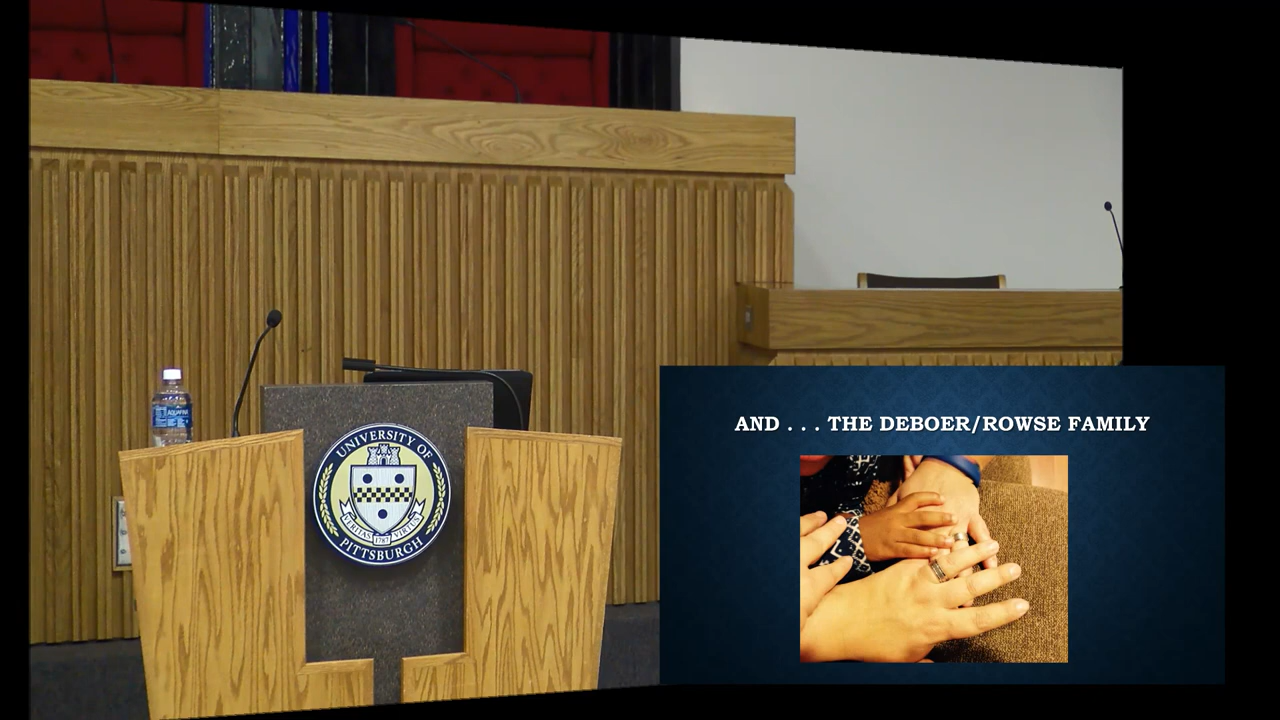 AQUAFINA
UNIVERSITY OF
VERITAS
1787
VIRTUS
PITTSBURGH
AND . . . THE DEBOER/ROWSE FAMILY